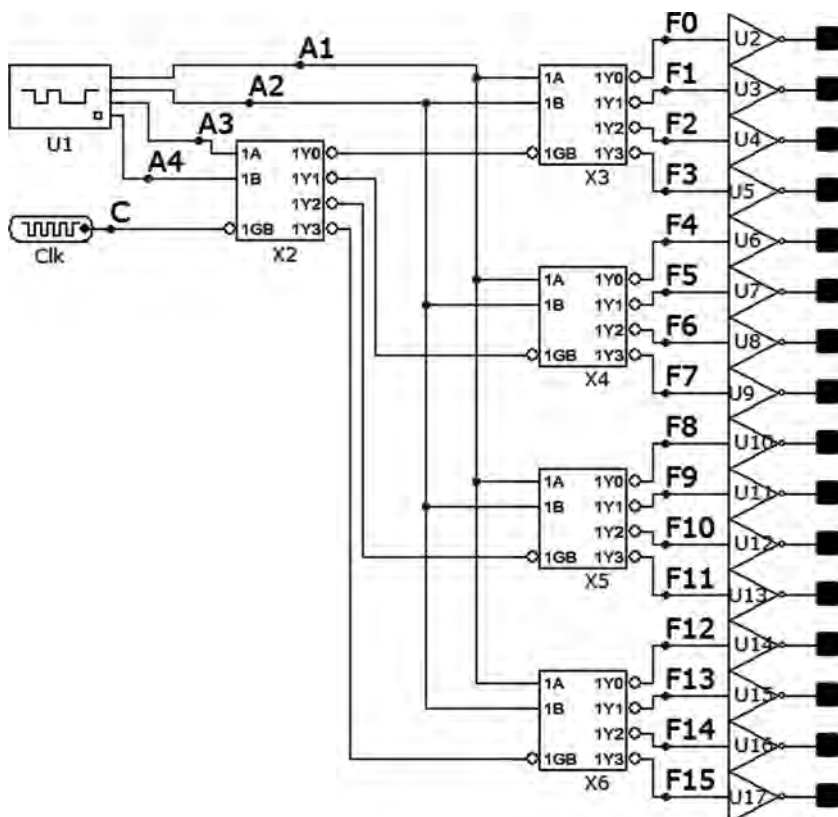 A1
A2
A3
A4
U1
C
Clk
1A 1Y0
1B 1Y1
1Y2
1GB 1Y3
X2
1A 1Y0
1B 1Y1
1Y2
1GB 1Y3
X3
1A 1Y0
1B 1Y1
1Y2
1GB 1Y3
X4
1A 1Y0
1B 1Y1
1Y2
1GB 1Y3
X5
1A 1Y0
1B 1Y1
1Y2
1GB 1Y3
X6
F0 U2
F1 U3
F2 U4
F3 U5
F4 U6
F5 U7
F6 U8
F7 U9
F8 U10
F9 U11
F10 U12
F11 U13
F12 U14
F13 U15
F14 U16
F15 U17